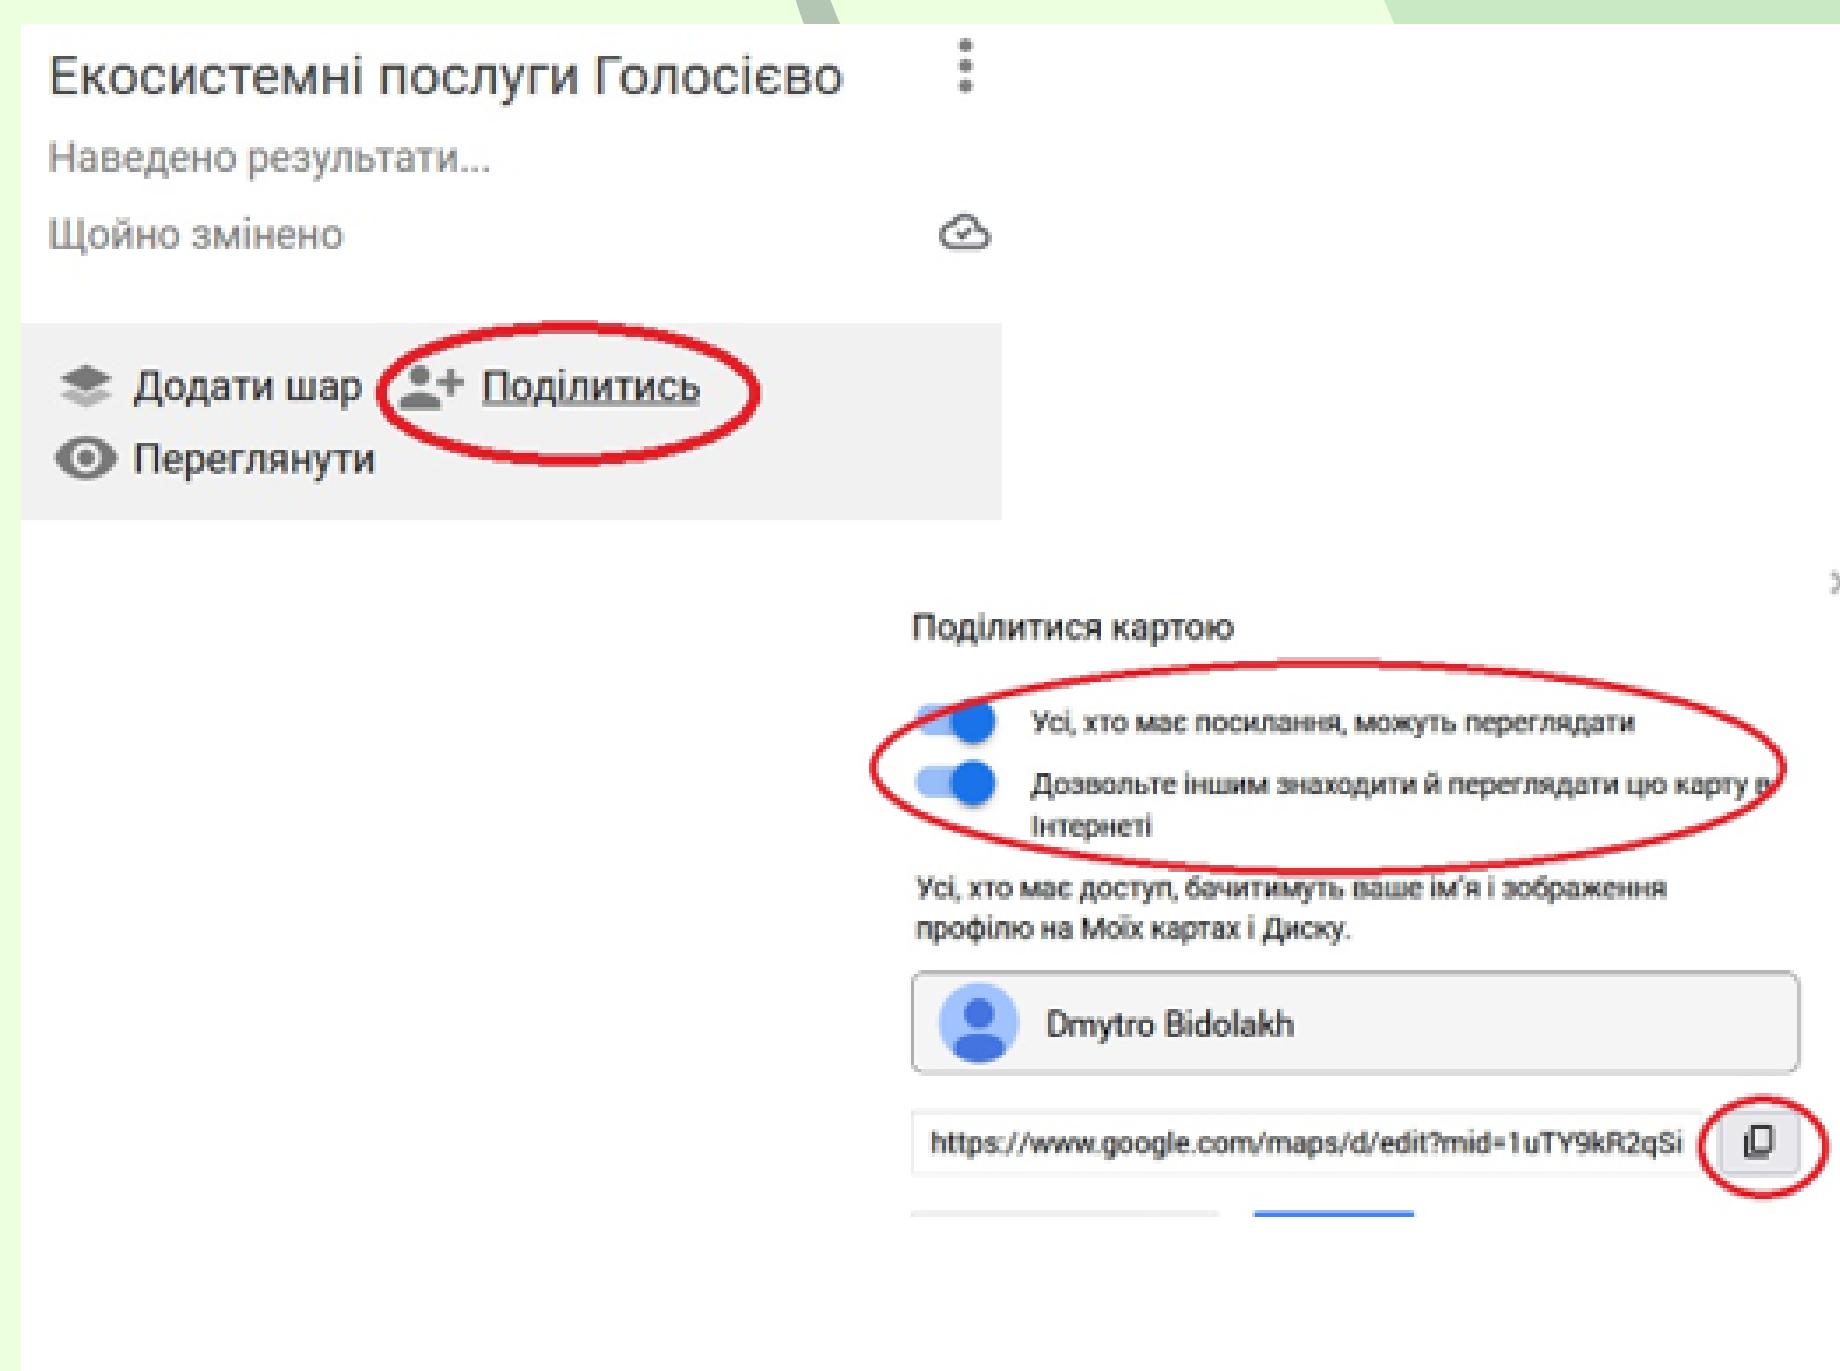 Екосистемні послуги Голосієво
Наведено результати...
Щойно змінено
Додати шар Поділитись
Переглянути
Поділитися картою
Усі, хто має посилання, можуть переглядати
Дозвольте іншим знаходити й переглядати цю карту в
Інтернеті
Усі, хто має доступ, бачитимуть ваше ім'я і зображення
профілю на Моїх картах і Диску.
Dmytro Bidolakh
https://www.google.com/maps/d/edit?mid=1uTY9kR2qSi